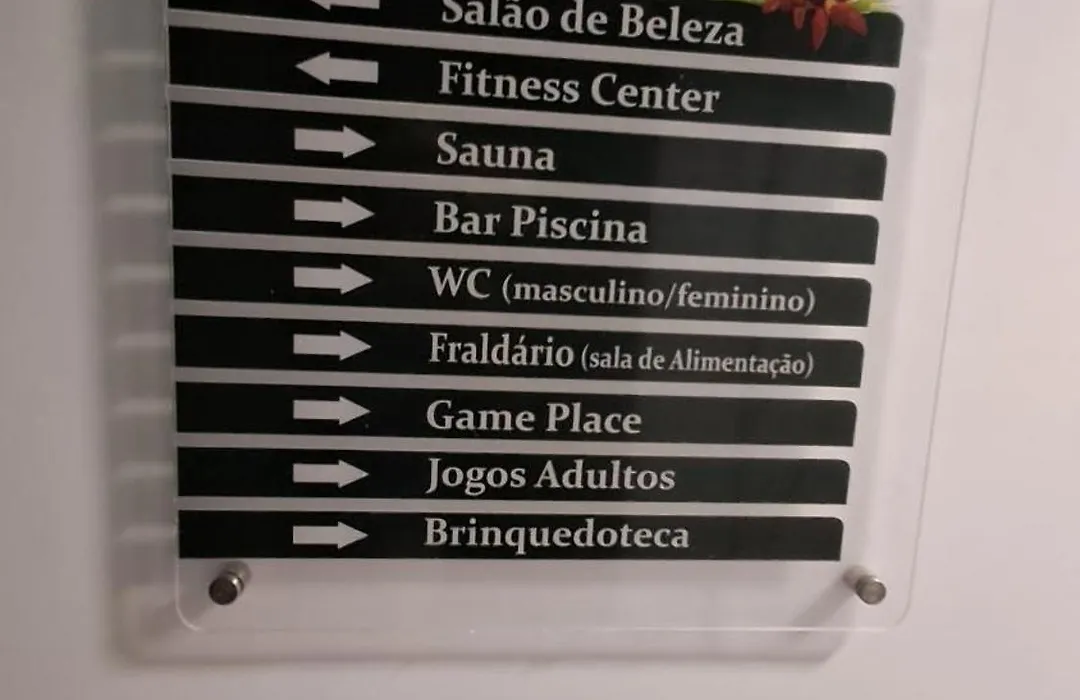 Salão de Beleza
Fitness Center
Sauna
Bar Piscina
WC (masculino/feminino)
Fraldário (sala de Alimentação)
Game Place
Jogos Adultos
Brinquedoteca